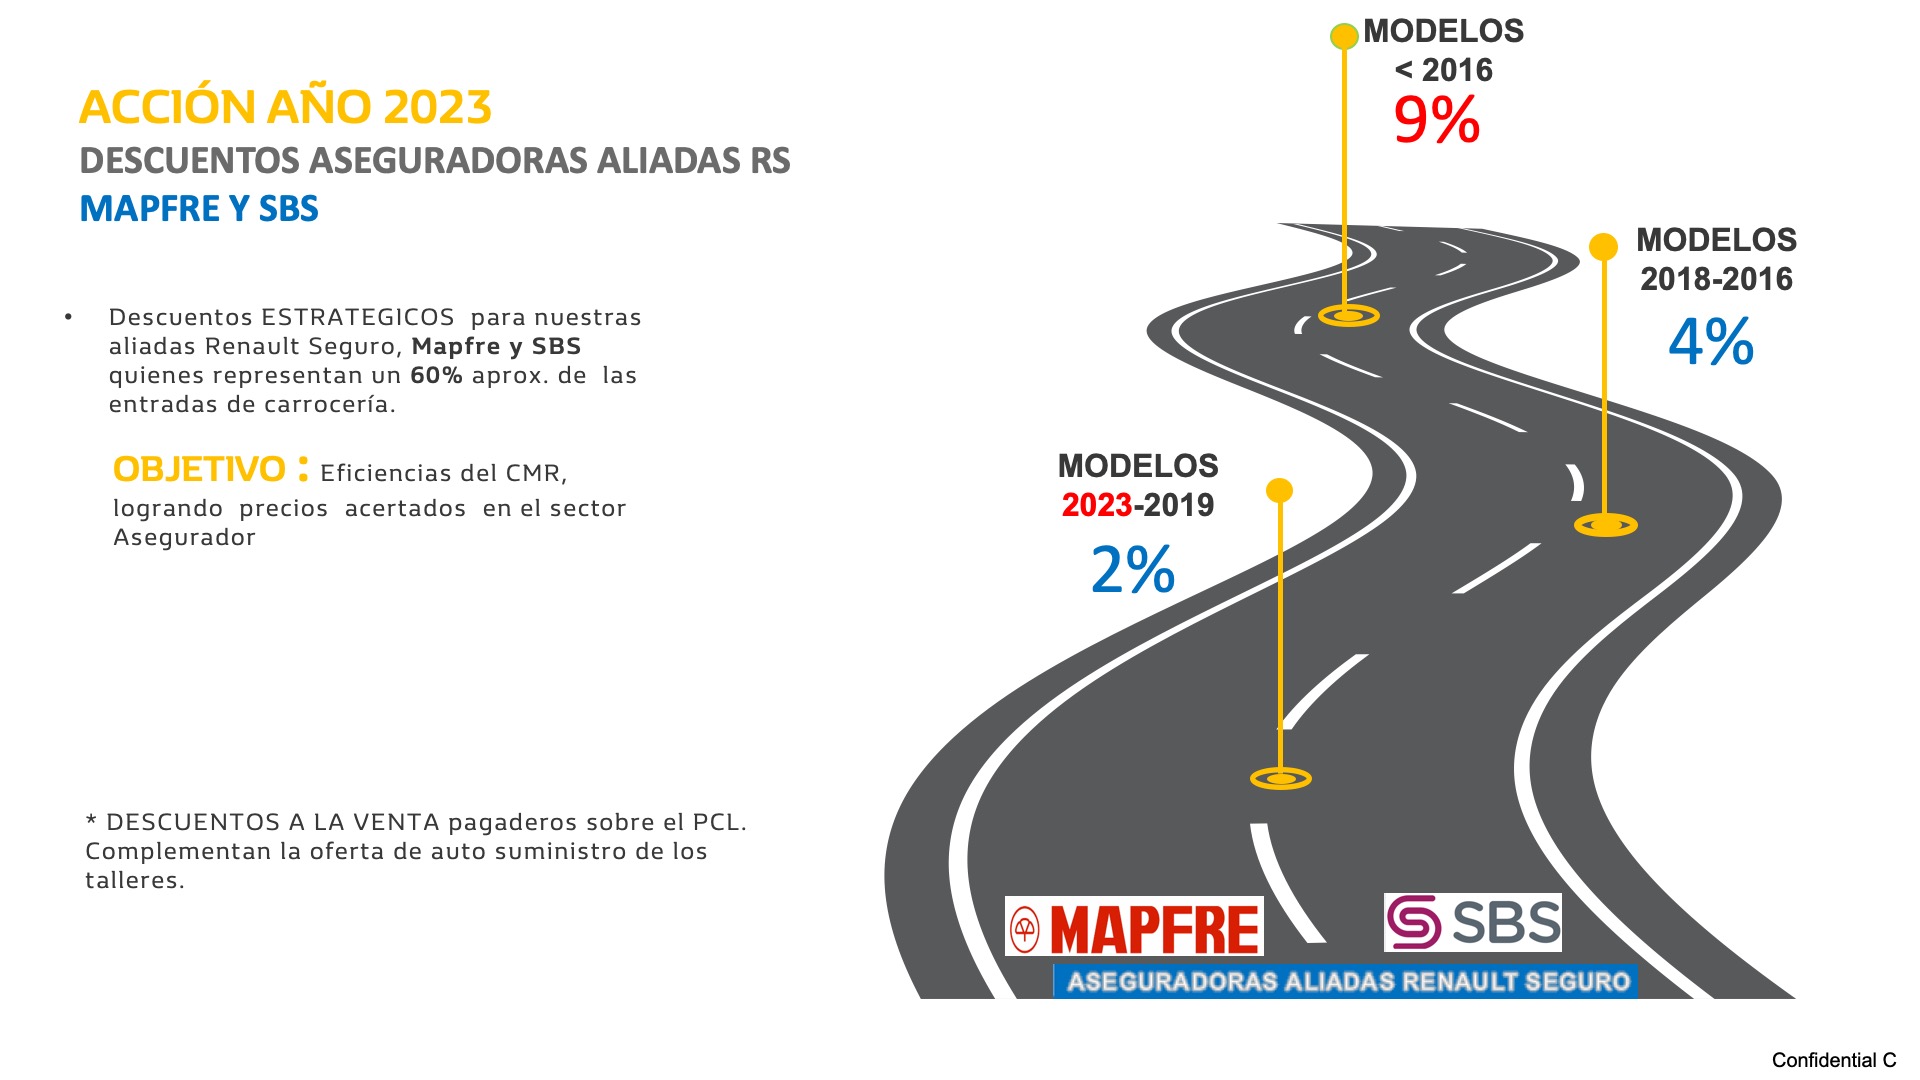 ACCIÓN AÑO 2023
DESCUENTOS ASEGURADORAS ALIADAS RS
MAPFRE Y SBS
• Descuentos ESTRATEGICOS para nuestras
aliadas Renault Seguro, Mapfre y SBS
quienes representan un 60% aprox. de las
entradas de carrocería.
OBJETIVO : Eficiencias del CMR,
logrando precios acertados en el sector
Asegurador
* DESCUENTOS A LA VENTA pagaderos sobre el PCL.
Complementan la oferta de auto suministro de los
talleres.
MODELOS
< 2016
9%
MODELOS
2018-2016
4%
MODELOS
2023-2019
2%
MAPFRE
SBS
ASEGURADORAS ALIADAS RENAULT SEGURO
Confidential C